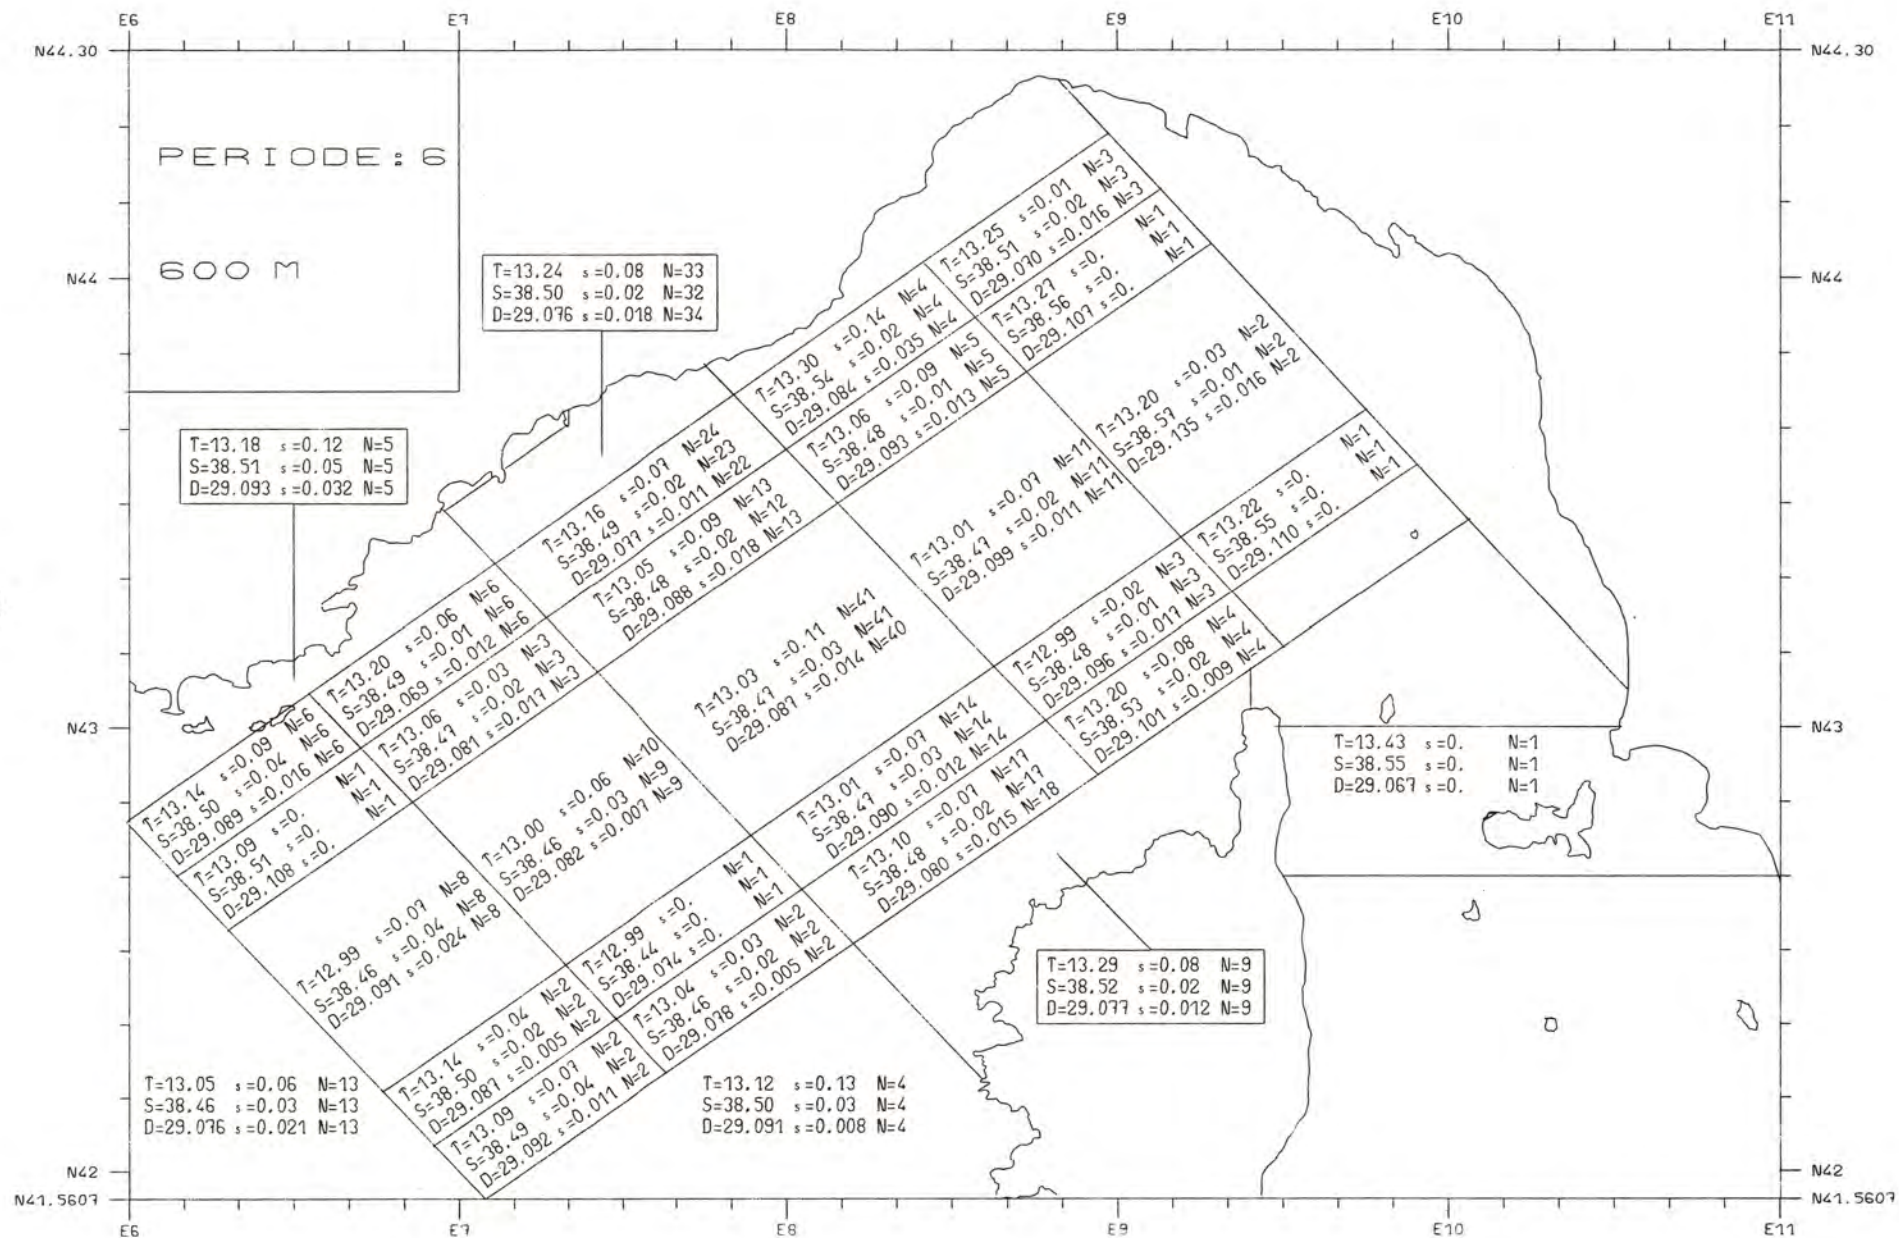 E6 E7 E8 E9 E10 E11
N44.30 N44.30
PERIODE: 6
600 M
N44 N44
T=13.24 s=0.08 N=33
S=38.50 s=0.02 N=32
D=29.076 s=0.018 N=34
T=13.18 s=0.12 N=5
S=38.51 s=0.05 N=5
D=29.093 s=0.032 N=5
T=13.25 s=0.01 N=3
S=38.51 s=0.02 N=3
D=29.070 s=0.016 N=3
T=13.27 s=0. N=1
S=38.56 s=0. N=1
D=29.107 s=0. N=1
T=13.30 s=0.14 N=4
S=38.54 s=0.02 N=4
D=29.084 s=0.035 N=4
T=13.06 s=0.09 N=5
S=38.48 s=0.01 N=5
D=29.093 s=0.013 N=5
T=13.20 s=0.03 N=2
S=38.57 s=0.01 N=2
D=29.135 s=0.016 N=2
T=13.16 s=0.07 N=24
S=38.49 s=0.02 N=23
D=29.077 s=0.011 N=22
T=13.05 s=0.09 N=13
S=38.48 s=0.02 N=12
D=29.088 s=0.018 N=13
T=13.01 s=0.07 N=11
S=38.47 s=0.02 N=11
D=29.099 s=0.011 N=11
T=13.22 s=0. N=1
S=38.55 s=0. N=1
D=29.110 s=0. N=1
T=13.20 s=0.06 N=6
S=38.49 s=0.01 N=6
D=29.069 s=0.012 N=6
T=13.06 s=0.03 N=3
S=38.47 s=0.02 N=3
D=29.081 s=0.017 N=3
T=13.03 s=0.11 N=41
S=38.47 s=0.03 N=41
D=29.087 s=0.014 N=40
T=12.99 s=0.02 N=3
S=38.48 s=0.01 N=3
D=29.096 s=0.017 N=3
T=13.20 s=0.08 N=4
S=38.53 s=0.02 N=4
D=29.101 s=0.009 N=4
N43 N43
T=13.14 s=0.09 N=6
S=38.50 s=0.04 N=6
D=29.089 s=0.016 N=6
T=13.09 s=0. N=1
S=38.51 s=0. N=1
D=29.108 s=0. N=1
T=13.00 s=0.06 N=10
S=38.46 s=0.03 N=9
D=29.082 s=0.007 N=9
T=13.01 s=0.07 N=14
S=38.47 s=0.03 N=14
D=29.090 s=0.012 N=14
T=13.10 s=0.07 N=17
S=38.48 s=0.02 N=17
D=29.080 s=0.015 N=18
T=13.43 s=0. N=1
S=38.55 s=0. N=1
D=29.067 s=0. N=1
T=12.99 s=0.07 N=8
S=38.46 s=0.04 N=8
D=29.091 s=0.024 N=8
T=12.99 s=0. N=1
S=38.44 s=0. N=1
D=29.074 s=0. N=1
T=13.04 s=0.03 N=2
S=38.46 s=0.02 N=2
D=29.078 s=0.005 N=2
T=13.29 s=0.08 N=9
S=38.52 s=0.02 N=9
D=29.077 s=0.012 N=9
T=13.14 s=0.04 N=2
S=38.50 s=0.02 N=2
D=29.087 s=0.005 N=2
T=13.09 s=0.07 N=2
S=38.49 s=0.04 N=2
D=29.092 s=0.011 N=2
T=13.05 s=0.06 N=13
S=38.46 s=0.03 N=13
D=29.076 s=0.021 N=13
T=13.12 s=0.13 N=4
S=38.50 s=0.03 N=4
D=29.091 s=0.008 N=4
N42 N42
N41.5607 N41.5607
E6 E7 E8 E9 E10 E11